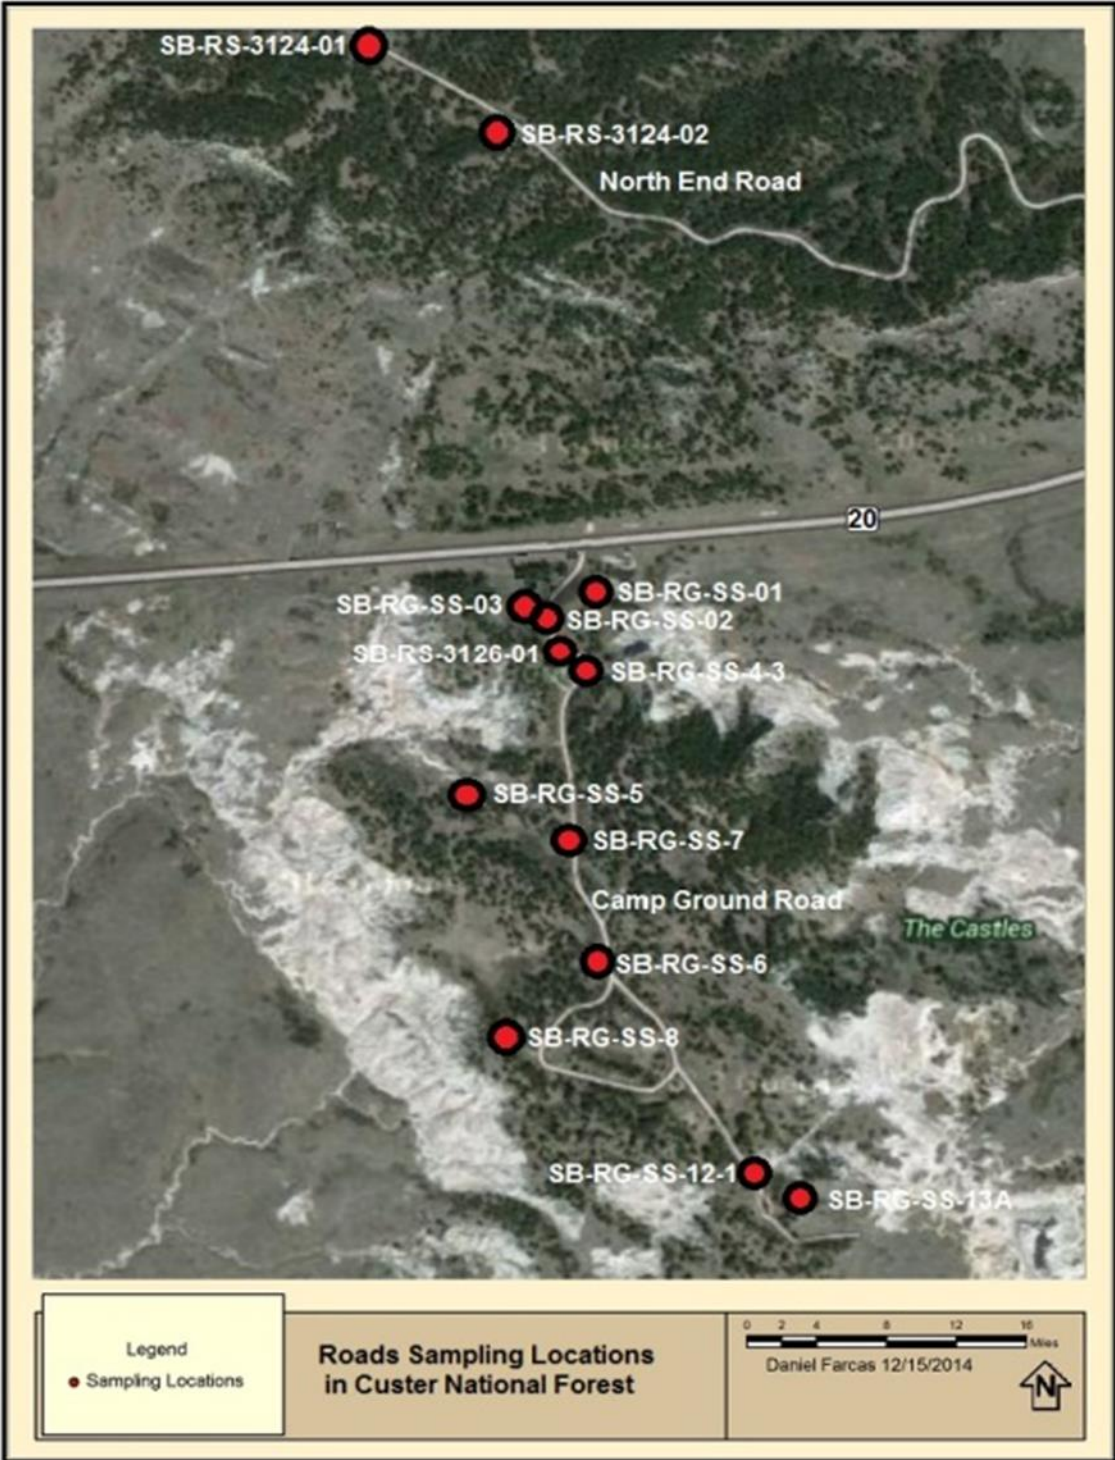 SB-RS-3124-01
SB-RS-3124-02
North End Road
20
SB-RG-SS-01
SB-RG-SS-03
SB-RG-SS-02
SB-RS-3126-01
SB-RG-SS-4-3
SB-RG-SS-5
SB-RG-SS-7
Camp Ground Road
The Castles
SB-RG-SS-6
SB-RG-SS-8
SB-RG-SS-12-1
SB-RG-SS-13A
Legend
Sampling Locations
Roads Sampling Locations
in Custer National Forest
0 2 4 8 12 16
Miles
Daniel Farcas 12/15/2014
N